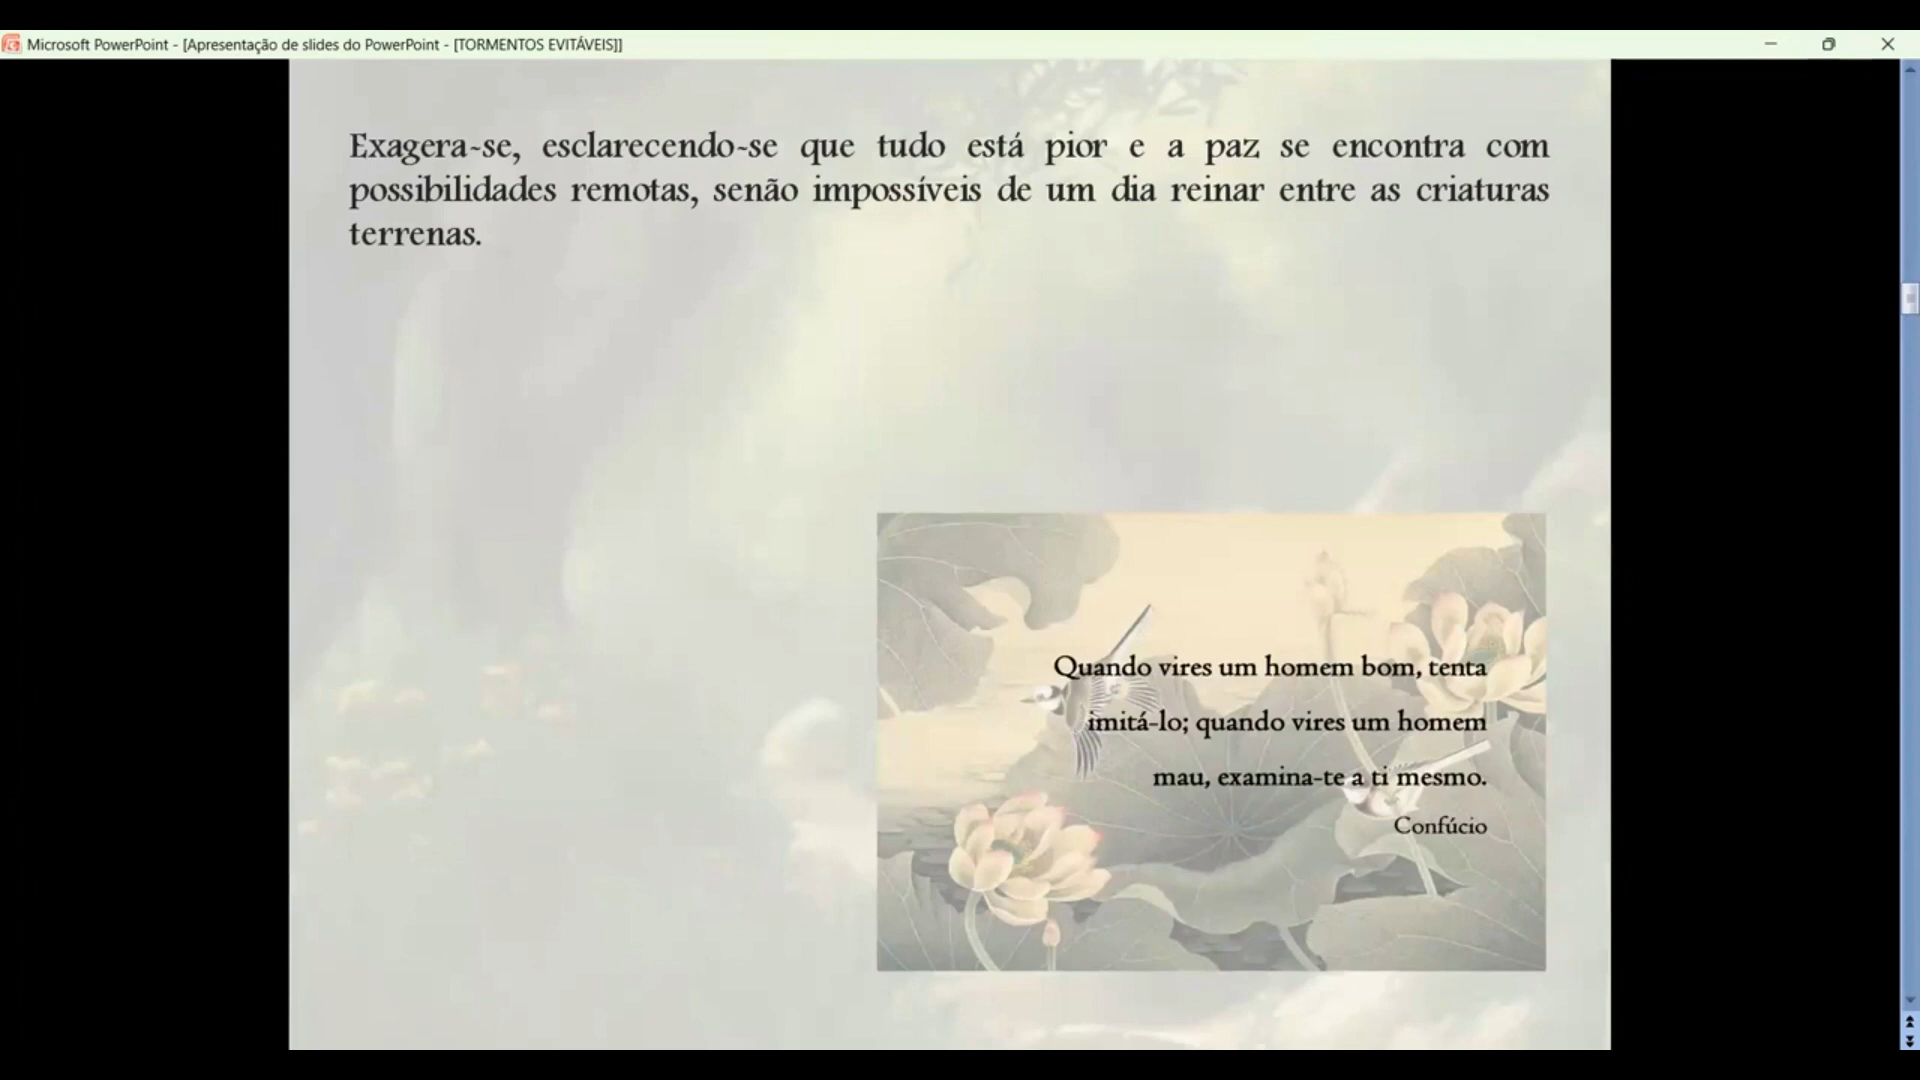 Microsoft PowerPoint - [Apresentação de slides do PowerPoint - [TORMENTOS EVITÁVEIS]]
Exagera-se, esclarecendo-se que tudo está pior e a paz se encontra com
possibilidades remotas, senão impossíveis de um dia reinar entre as criaturas
terrenas.
Quando vires um homem bom, tenta
imitá-lo; quando vires um homem
mau, examina-te a ti mesmo.
Confúcio